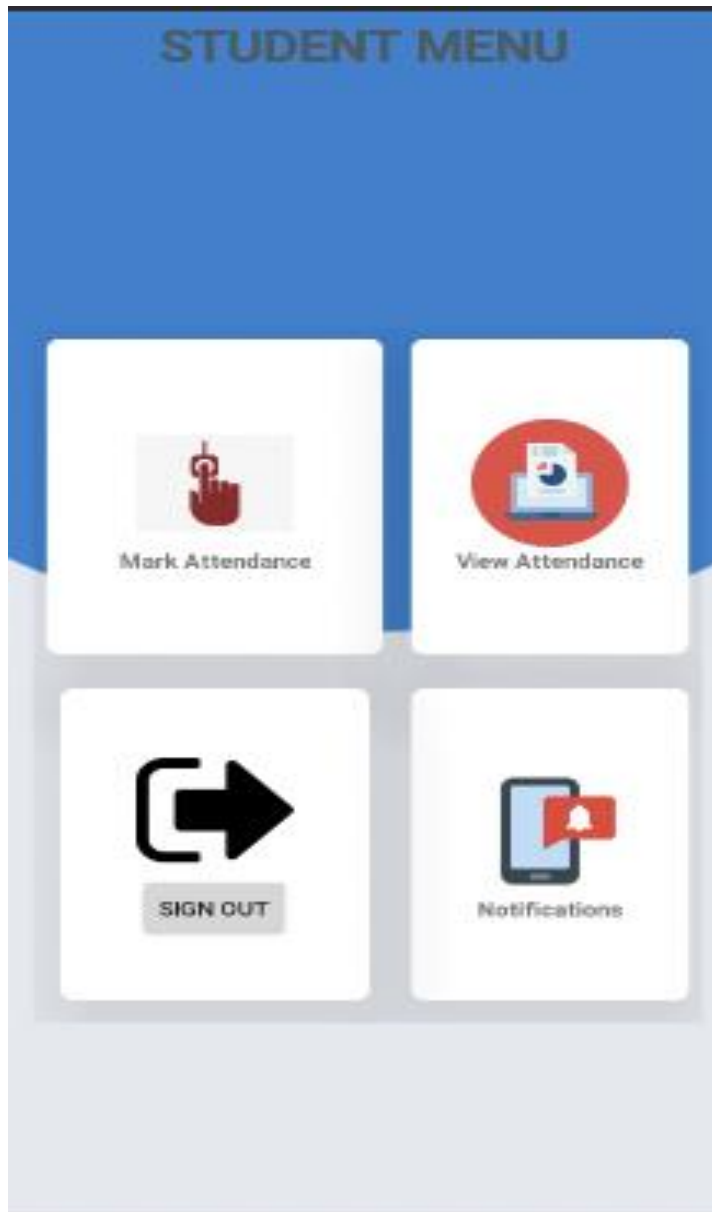 STUDENT MENU
Mark Attendance
View Attendance
SIGN OUT
Notifications